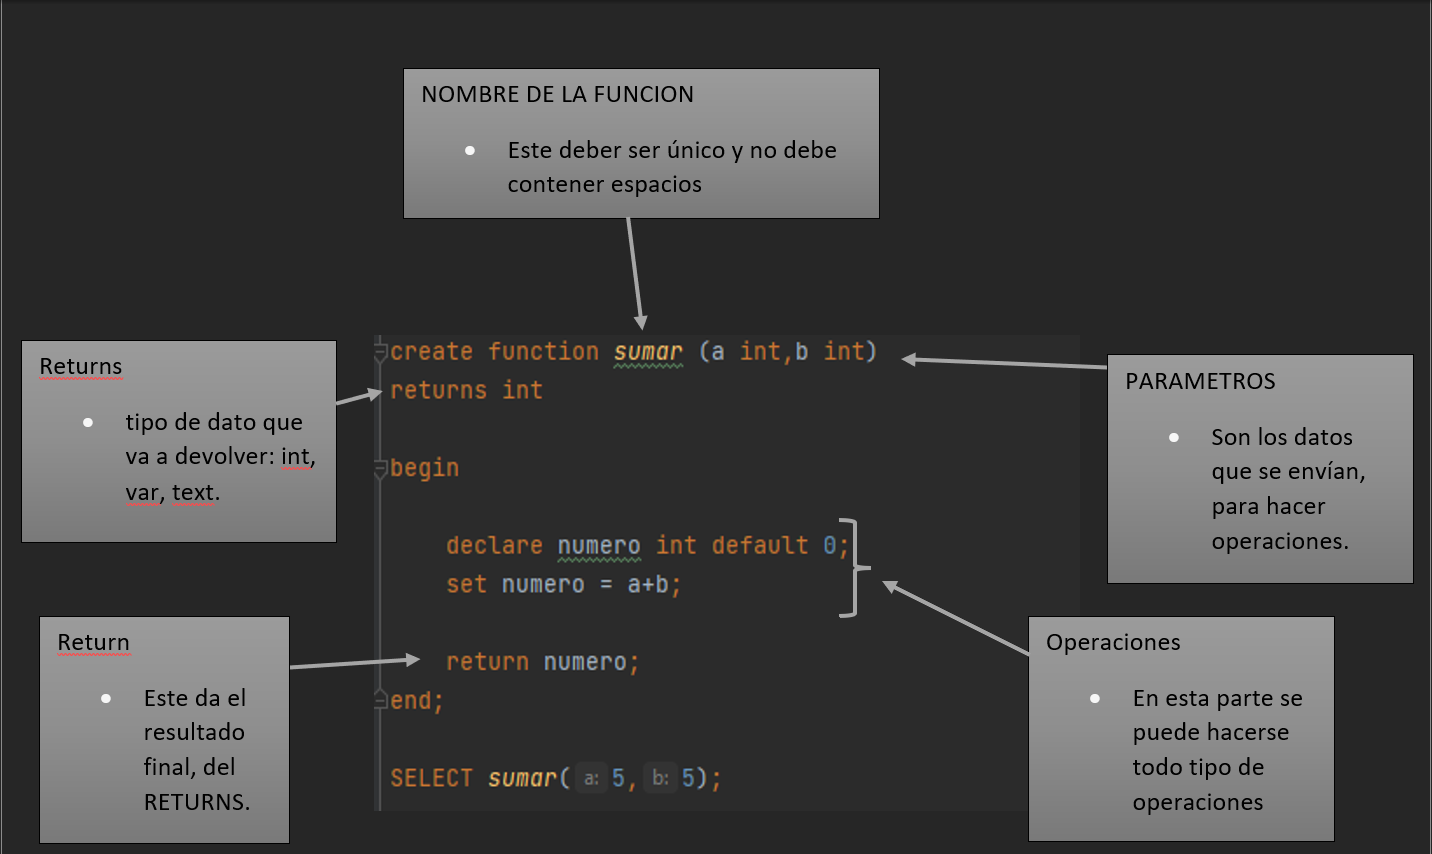 NOMBRE DE LA FUNCION
Este deber ser único y no debe
contener espacios
Returns
tipo de dato que
va a devolver: int,
var, text.
create function sumar (a int,b int)
returns int
begin
declare numero int default 0;
set numero = a+b;
return numero;
end;
SELECT sumar( a: 5, b: 5);
PARAMETROS
Son los datos
que se envían,
para hacer
operaciones.
Return
Este da el
resultado
final, del
RETURNS.
Operaciones
En esta parte se
puede hacerse
todo tipo de
operaciones